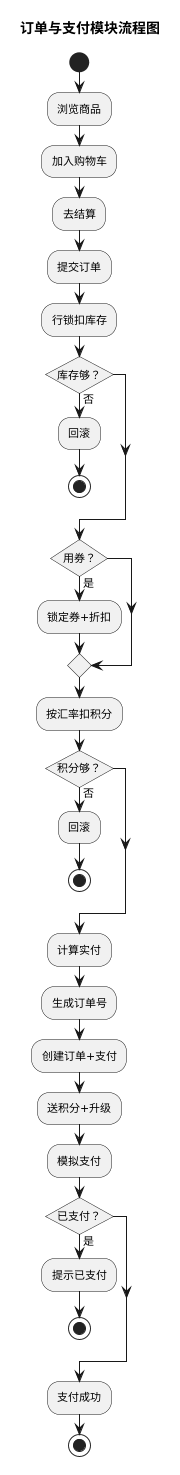 订单与支付模块流程图
浏览商品
加入购物车
去结算
提交订单
行锁扣库存
库存够？
否
回滚
用券？
是
锁定券+折扣
按汇率扣积分
积分够？
否
回滚
计算实付
生成订单号
创建订单+支付
送积分+升级
模拟支付
已支付？
是
提示已支付
支付成功